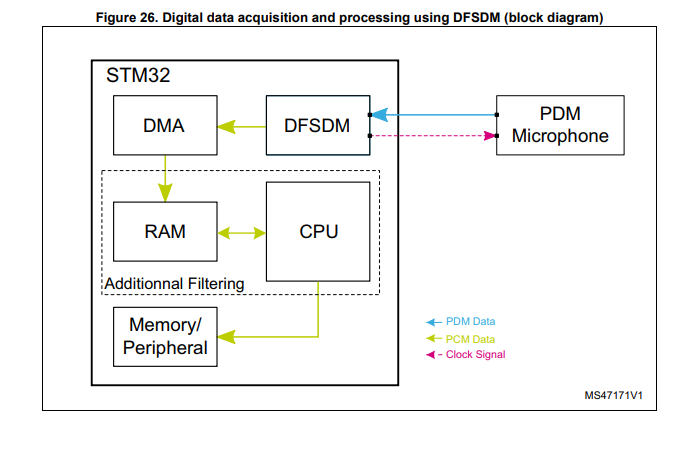 Figure 26. Digital data acquisition and processing using DFSDM (block diagram)
STM32
DMA
DFSDM
PDM
Microphone
RAM
CPU
Additionnal Filtering
Memory/
Peripheral
PDM Data
PCM Data
Clock Signal
MS47171V1